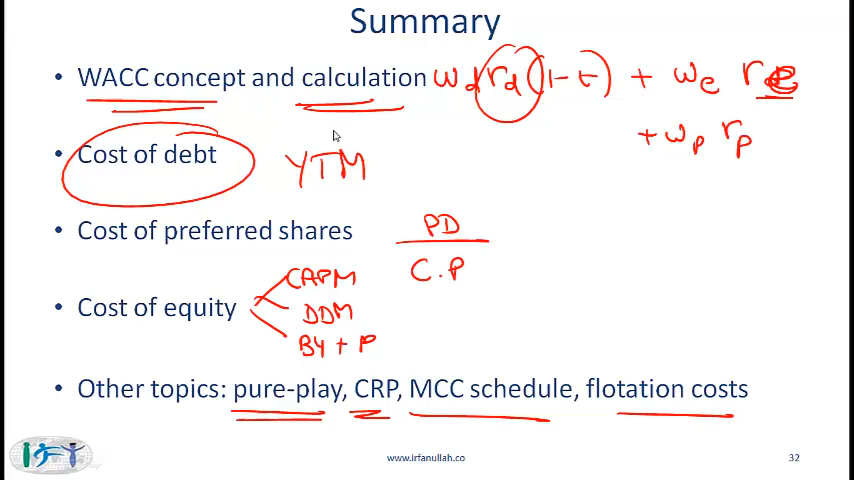 Summary
• WACC concept and calculation wd rd (1-t) + we re
+ wp rp
• Cost of debt YTM
• Cost of preferred shares PD
C.P
• Cost of equity CAPM
DDM
BY + P
• Other topics: pure-play, CRP, MCC schedule, flotation costs
IFT
www.irfanullah.co
32